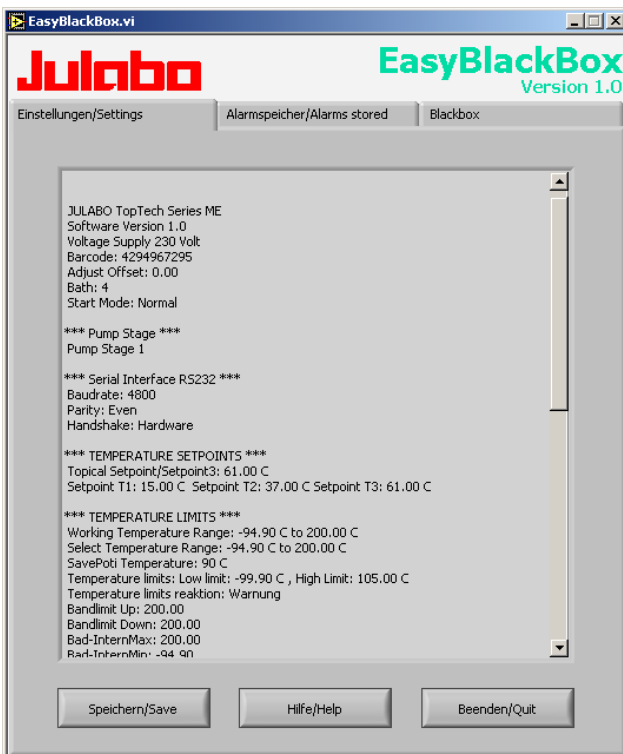 EasyBlackBox.vi
Julabo
EasyBlackBox
Version 1.0
Einstellungen/Settings
Alarmspeicher/Alarms stored
Blackbox
JULABO TopTech Series ME
Software Version 1.0
Voltage Supply 230 Volt
Barcode: 4294967295
Adjust Offset: 0.00
Bath: 4
Start Mode: Normal
*** Pump Stage ***
Pump Stage 1
*** Serial Interface RS232 ***
Baudrate: 4800
Parity: Even
Handshake: Hardware
*** TEMPERATURE SETPOINTS ***
Topical Setpoint/Setpoint3: 61.00 C
Setpoint T1: 15.00 C Setpoint T2: 37.00 C Setpoint T3: 61.00 C
*** TEMPERATURE LIMITS ***
Working Temperature Range: -94.90 C to 200.00 C
Select Temperature Range: -94.90 C to 200.00 C
SavePoti Temperature: 90 C
Temperature limits: Low limit: -99.90 C , High Limit: 105.00 C
Temperature limits reaktion: Warnung
Bandlimit Up: 200.00
Bandlimit Down: 200.00
Bad-InternMax: 200.00
Bad-InternMin: -94.90
Speichern/Save
Hilfe/Help
Beenden/Quit